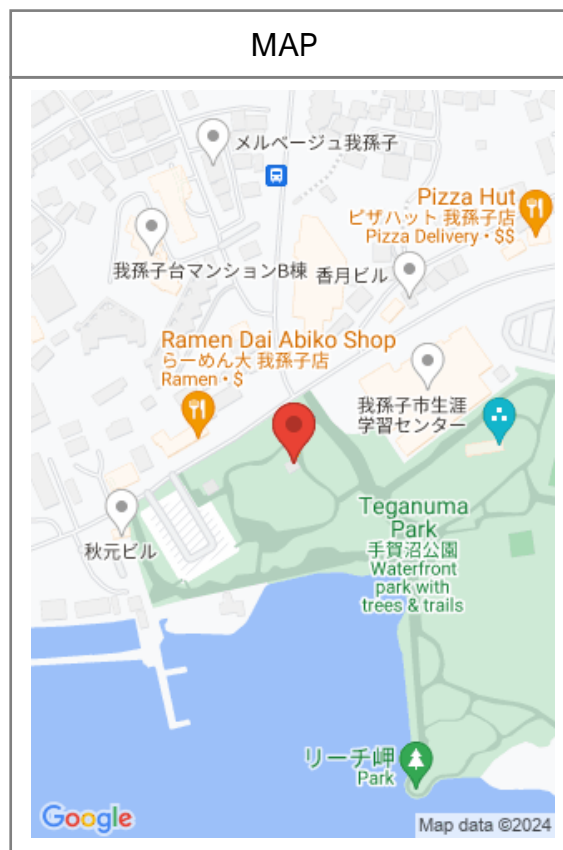 MAP
メルベージュ我孫子
Pizza Hut
ピザハット 我孫子店
Pizza Delivery • $$
我孫子台マンションB棟
香月ビル
Ramen Dai Abiko Shop
らーめん大 我孫子店
Ramen • $
我孫子市生涯
学習センター
Teganuma
Park
手賀沼公園
Waterfront
park with
trees & trails
秋元ビル
リーチ岬
Park
Google
Map data ©2024